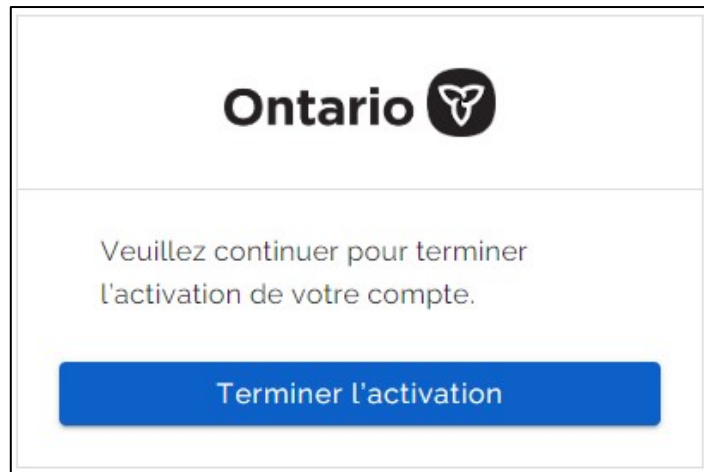 Ontario
Veuillez continuer pour terminer
l'activation de votre compte.
Terminer l'activation